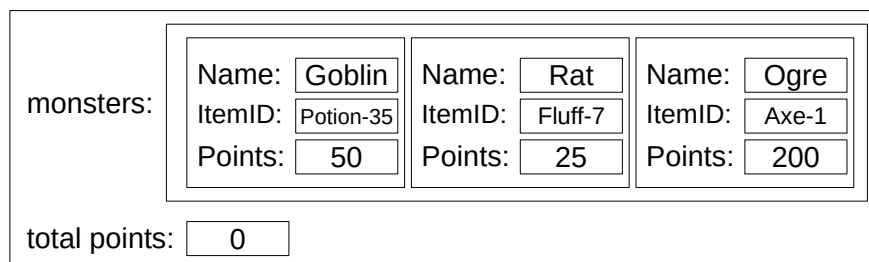 monsters:
Name: Goblin
ItemID: Potion-35
Points: 50
Name: Rat
ItemID: Fluff-7
Points: 25
Name: Ogre
ItemID: Axe-1
Points: 200
total points: 0